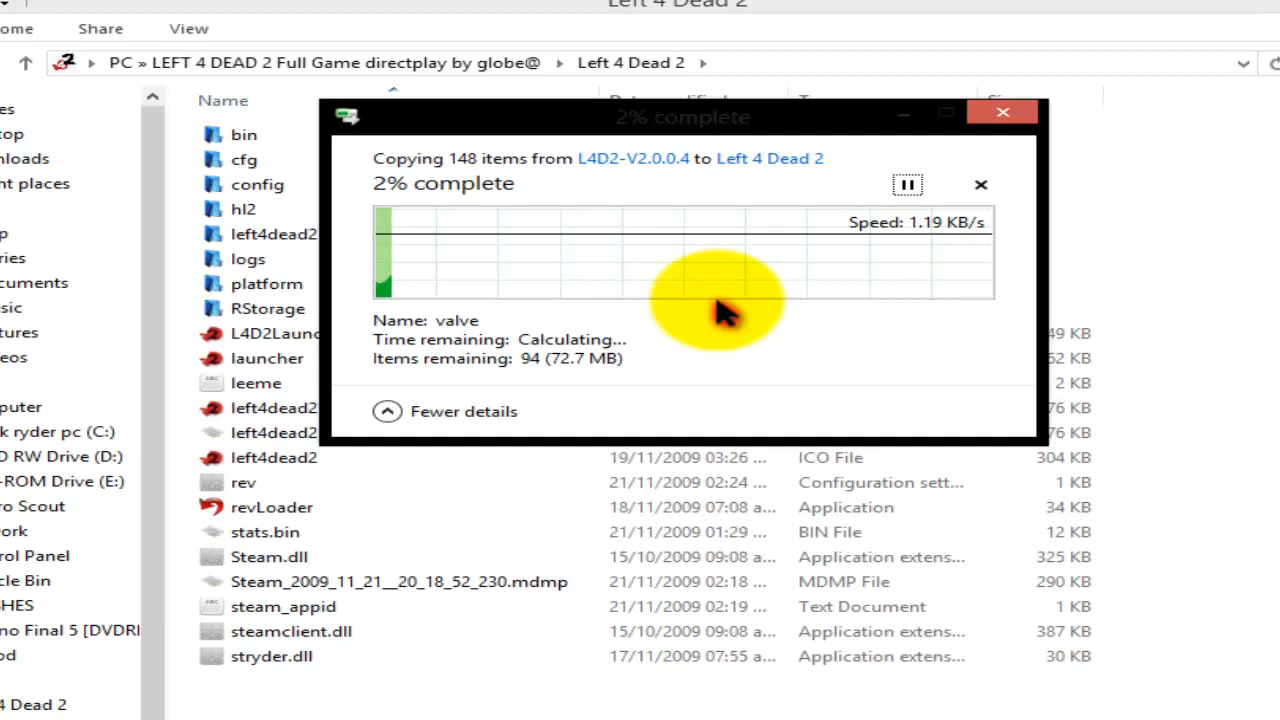 Left 4 Dead 2
ome Share View
PC » LEFT 4 DEAD 2 Full Game directplay by globe@ Left 4 Dead 2
Name
2% complete
Copying 148 items from L4D2-V2.0.0.4 to Left 4 Dead 2
2% complete
Speed: 1.19 KB/s
Name: valve
Time remaining: Calculating...
Items remaining: 94 (72.7 MB)
Fewer details
es
top
nloads
nt places
p
ries
cuments
sic
tures
eos
puter
k ryder pc (C:)
D RW Drive (D:)
-ROM Drive (E:)
ro Scout
ork
rol Panel
cle Bin
SHES
no Final 5 [DVDRI
od
4 Dead 2
bin
cfg
config
hl2
left4dead2
logs
platform
RStorage
L4D2Laun 49 KB
launcher 62 KB
leeme 2 KB
left4dead2 76 KB
left4dead2 76 KB
left4dead2 19/11/2009 03:26 ... ICO File 304 KB
rev 21/11/2009 02:24 ... Configuration sett... 1 KB
revLoader 18/11/2009 07:08 a... Application 34 KB
stats.bin 21/11/2009 01:29 ... BIN File 12 KB
Steam.dll 15/10/2009 09:08 a... Application extens... 325 KB
Steam_2009_11_21__20_18_52_230.mdmp 21/11/2009 02:18 ... MDMP File 290 KB
steam_appid 21/11/2009 02:19 ... Text Document 1 KB
steamclient.dll 15/10/2009 09:08 a... Application extens... 387 KB
stryder.dll 17/11/2009 07:55 a... Application extens... 30 KB